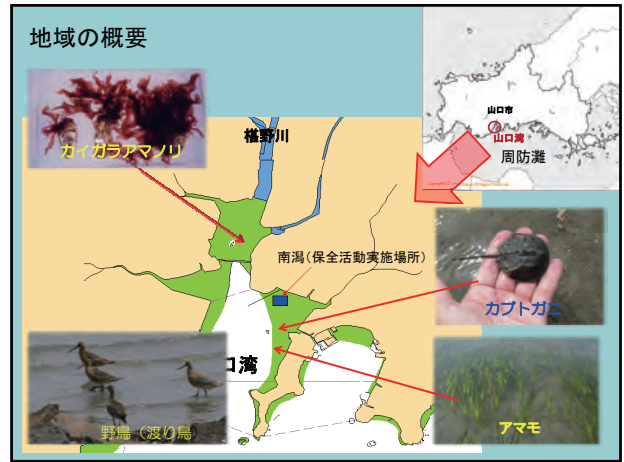 地域の概要
カイガラアマノリ
椹野川
山口市
山口湾
周防灘
南潟(保全活動実施場所)
カブトガニ
口湾
野鳥(渡り鳥)
アマモ